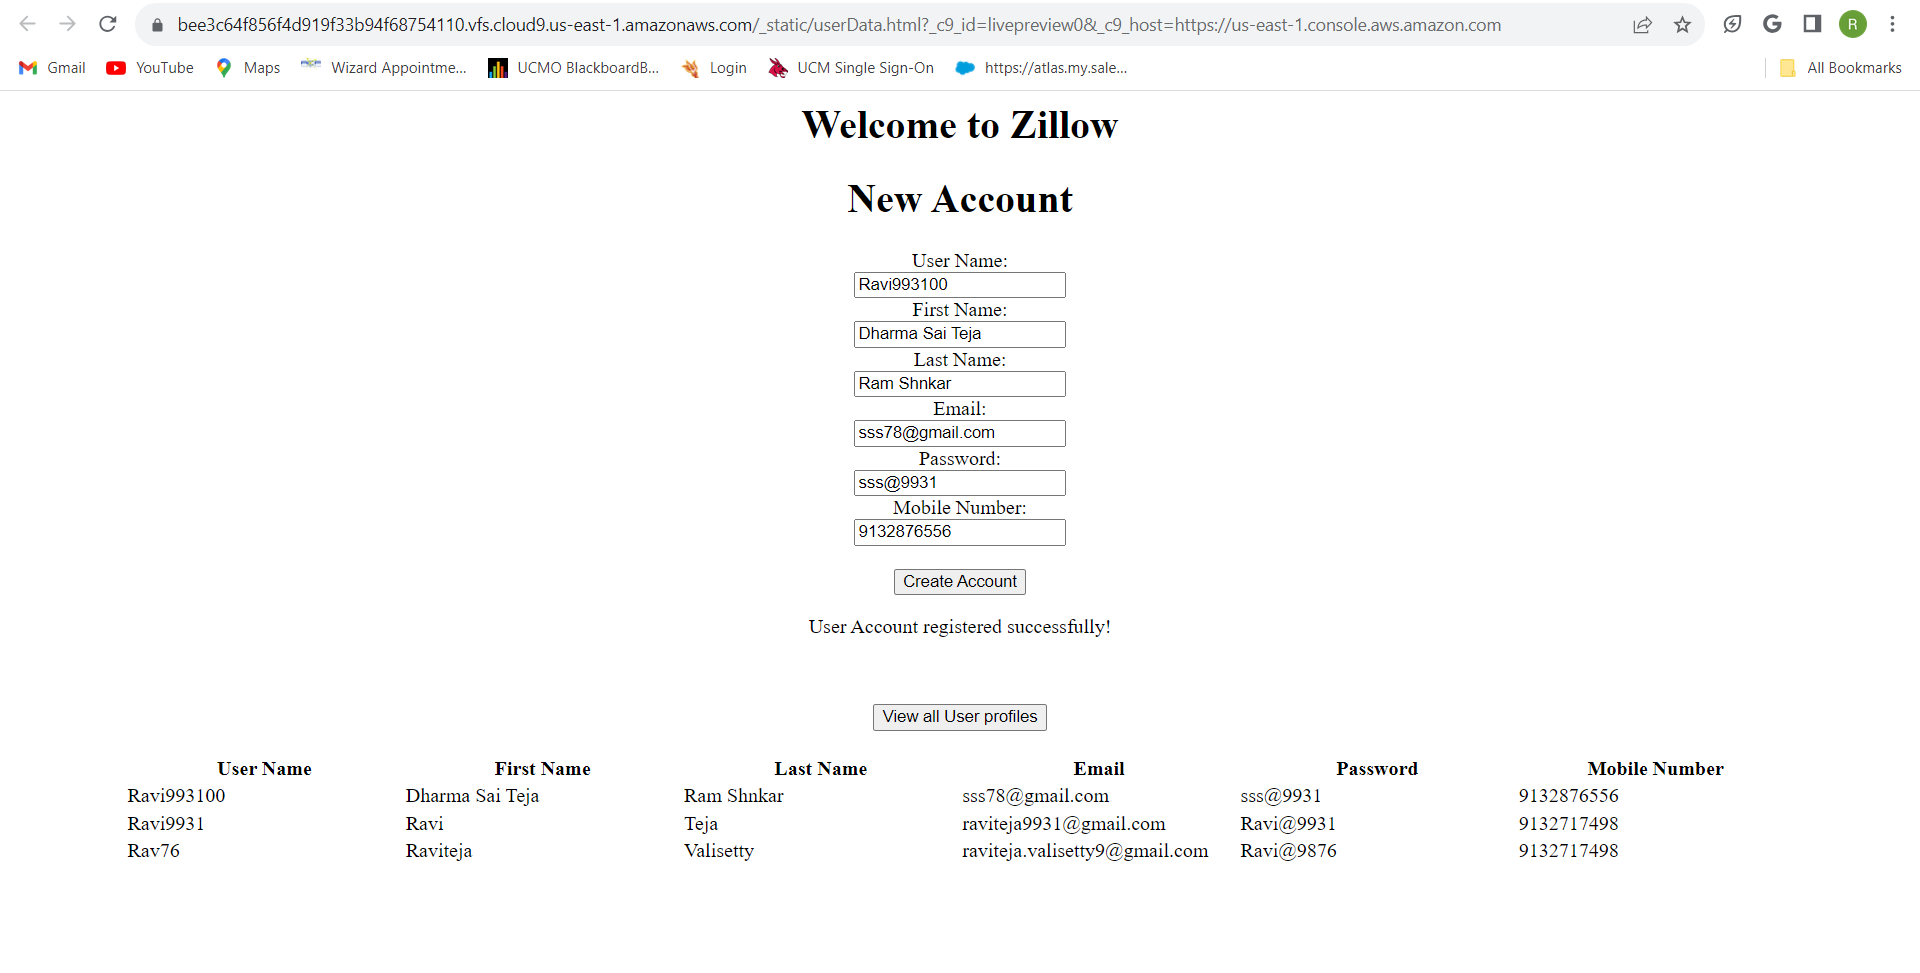 bee3c64f856f4d919f33b94f68754110.vfs.cloud9.us-east-1.amazonaws.com/_static/userData.html?_c9_id=livepreview0&_c9_host=https://us-east-1.console.aws.amazon.com R
Gmail YouTube Maps Wizard Appointme... UCMO BlackboardB... Login UCM Single Sign-On https://atlas.my.sale... All Bookmarks
Welcome to Zillow
New Account
User Name:
Ravi993100
First Name:
Dharma Sai Teja
Last Name:
Ram Shnkar
Email:
sss78@gmail.com
Password:
sss@9931
Mobile Number:
9132876556
Create Account
User Account registered successfully!
View all User profiles
User Name First Name Last Name Email Password Mobile Number
Ravi993100 Dharma Sai Teja Ram Shnkar sss78@gmail.com sss@9931 9132876556
Ravi9931 Ravi Teja raviteja9931@gmail.com Ravi@9931 9132717498
Rav76 Raviteja Valisetty raviteja.valisetty9@gmail.com Ravi@9876 9132717498